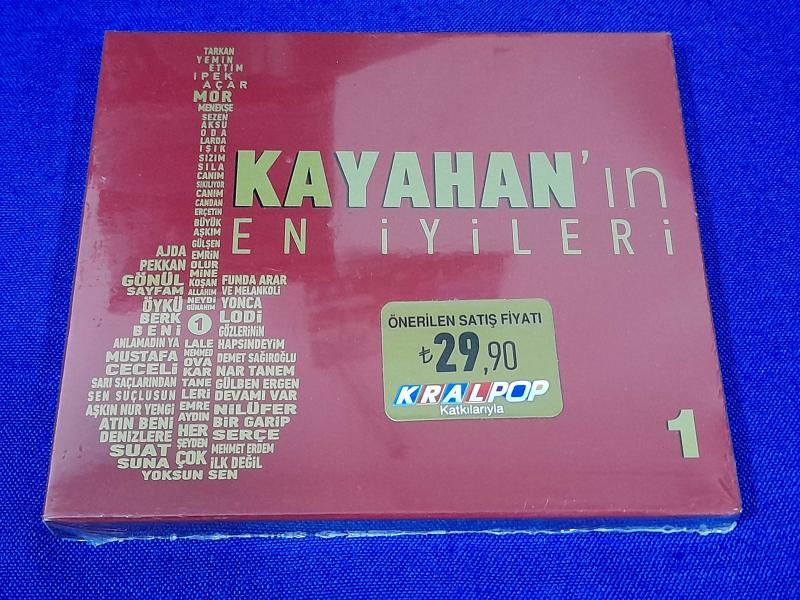 TARKAN
YEMİN
ETTİM
İPEK
AÇAR
MOR
MENEKŞE
SEZEN
AKSU
ODA
LARDA
IŞIK
SIZIM
SILA
CANIM
SIKILIYOR
CANIM
CANDAN
ERÇETİN
BÜYÜK
AŞKIM
GÜLŞEN
EMRİN
OLUR
MİNE
KOŞAN
ALLAHIM
NEYDİ
GÜNAHIM
1
AJDA
PEKKAN
GÖNÜL
SAYFAM
ÖYKÜ
BERK
BENİ
ANLAMADIN YA
MUSTAFA
CECELİ
SARI SAÇLARINDAN
SEN SUÇLUSUN
AŞKIN NUR YENGİ
ATIN BENİ
DENİZLERE
SUAT
SUNA
YOKSUN SEN
LALE
MEMMED
OVA
KAR
TANE
LERİ
EMRE
AYDIN
HER
ŞEYDEN
ÇOK
FUNDA ARAR
VE MELANKOLİ
YONCA
LODİ
GÖZLERİNİN
HAPSİNDEYİM
DEMET SAĞIROĞLU
NAR TANEM
GÜLBEN ERGEN
DEVAMI VAR
NİLÜFER
BİR GARİP
SERÇE
MEHMET ERDEM
İLK DEĞİL
KAYAHAN'ın
EN İYİLERİ
ÖNERİLEN SATIŞ FİYATI
₺29,90
KRALPOP
Katkılarıyla
1